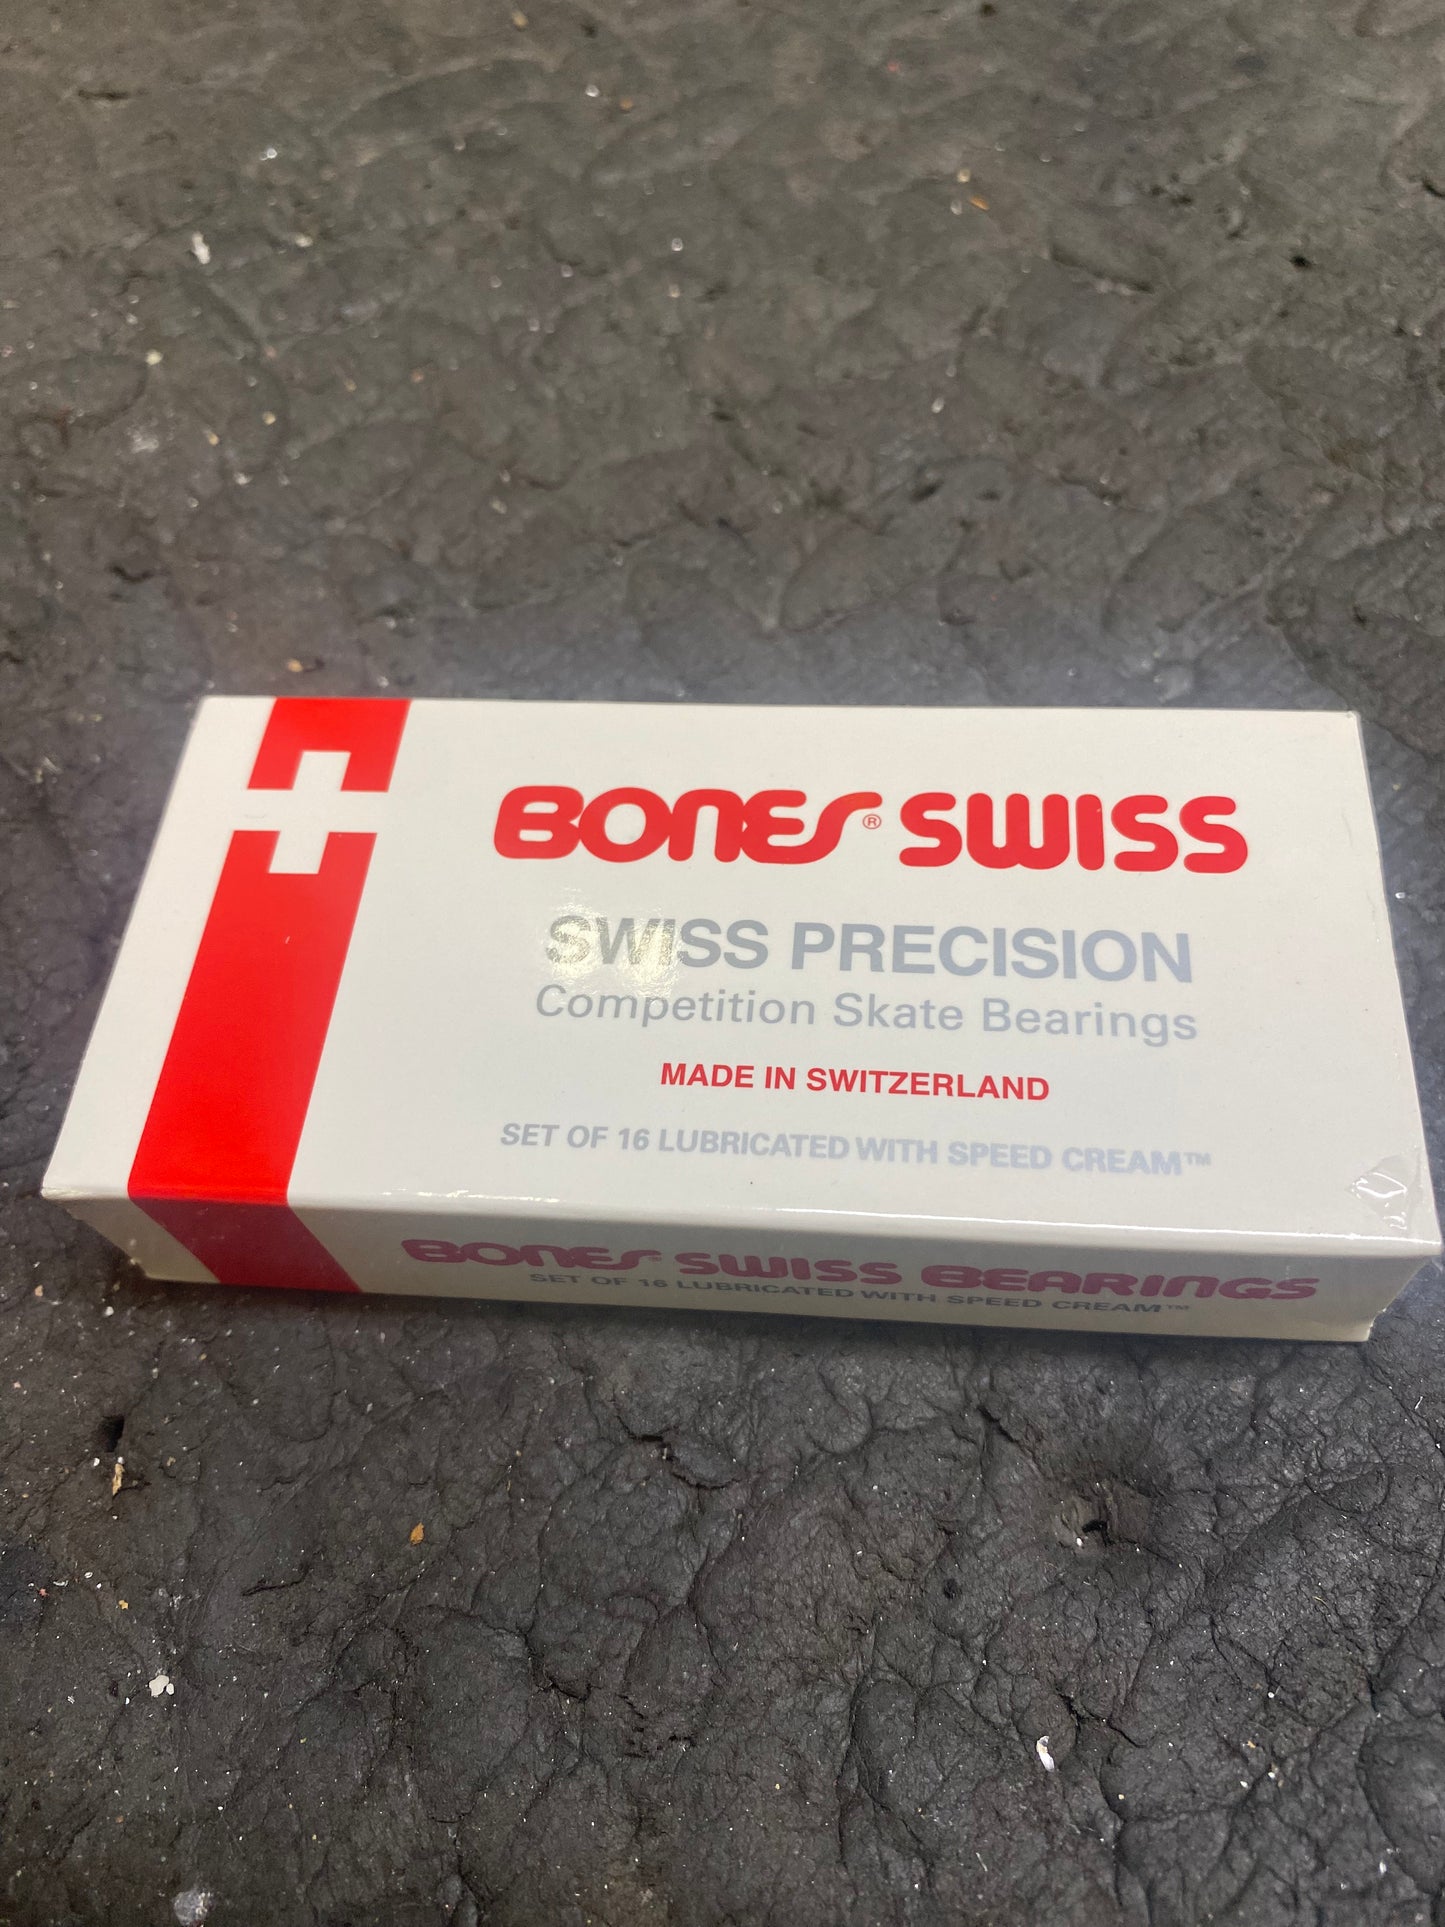 BONES® SWISS
SWISS PRECISION
Competition Skate Bearings
MADE IN SWITZERLAND
SET OF 16 LUBRICATED WITH SPEED CREAM™
BONES® SWISS BEARINGS
SET OF 16 LUBRICATED WITH SPEED CREAM™